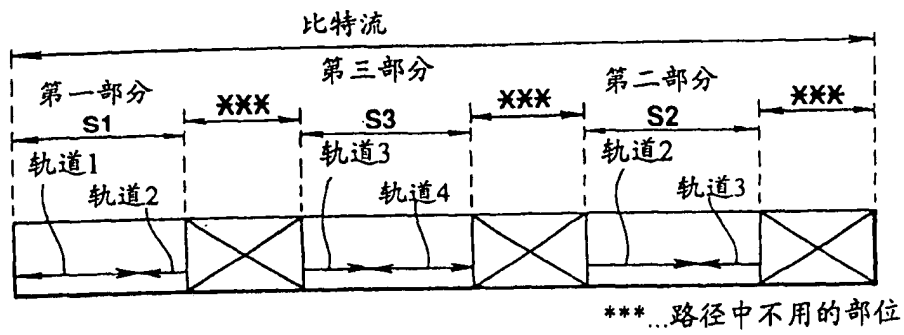 比特流
第一部分
第三部分
第二部分
***
***
***
S1
S3
S2
轨道1
轨道2
轨道3
轨道4
轨道2
轨道3
***...路径中不用的部位